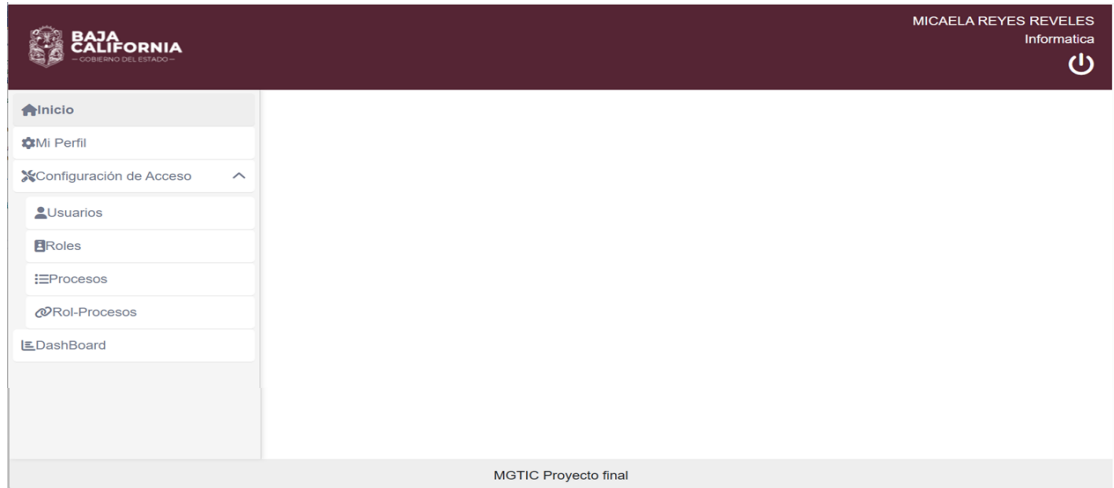 BAJA
CALIFORNIA
– GOBIERNO DEL ESTADO –
MICAELA REYES REVELES
Informatica
Inicio
Mi Perfil
Configuración de Acceso
Usuarios
Roles
Procesos
Rol-Procesos
DashBoard
MGTIC Proyecto final